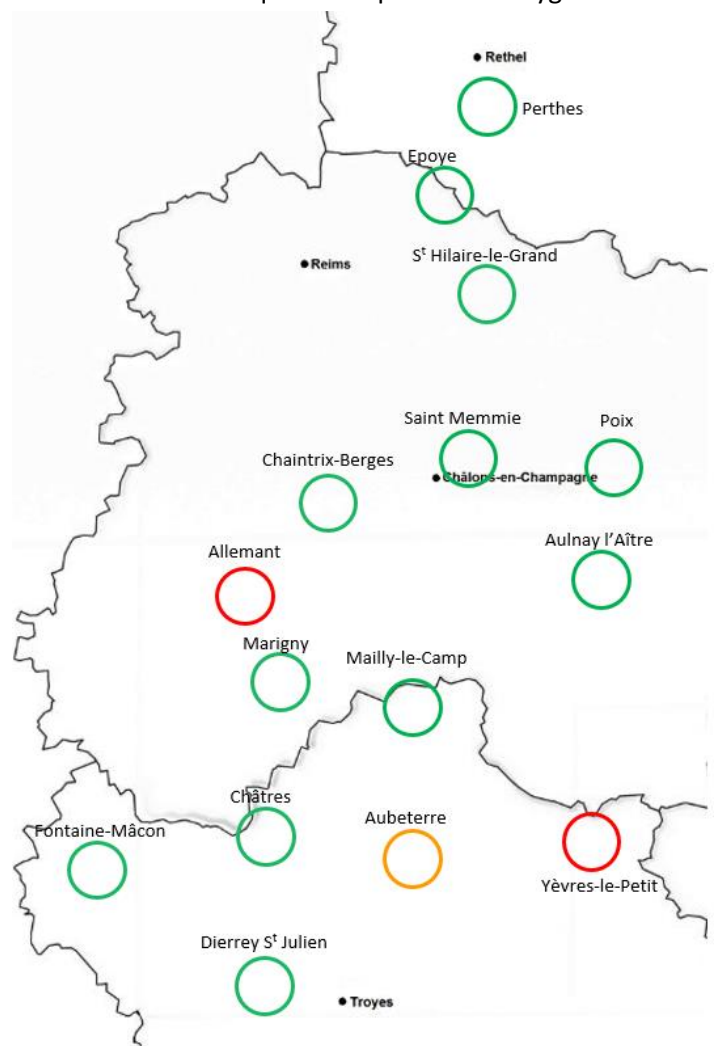 Rethel
Perthes
Epoye
Reims
Sᵗ Hilaire-le-Grand
Saint Memmie
Poix
Chaintrix-Berges
Châlons-en-Champagne
Allemant
Aulnay l’Aître
Marigny
Mailly-le-Camp
Châtres
Aubeterre
Fontaine-Mâcon
Yèvres-le-Petit
Dierrey Sᵗ Julien
Troyes